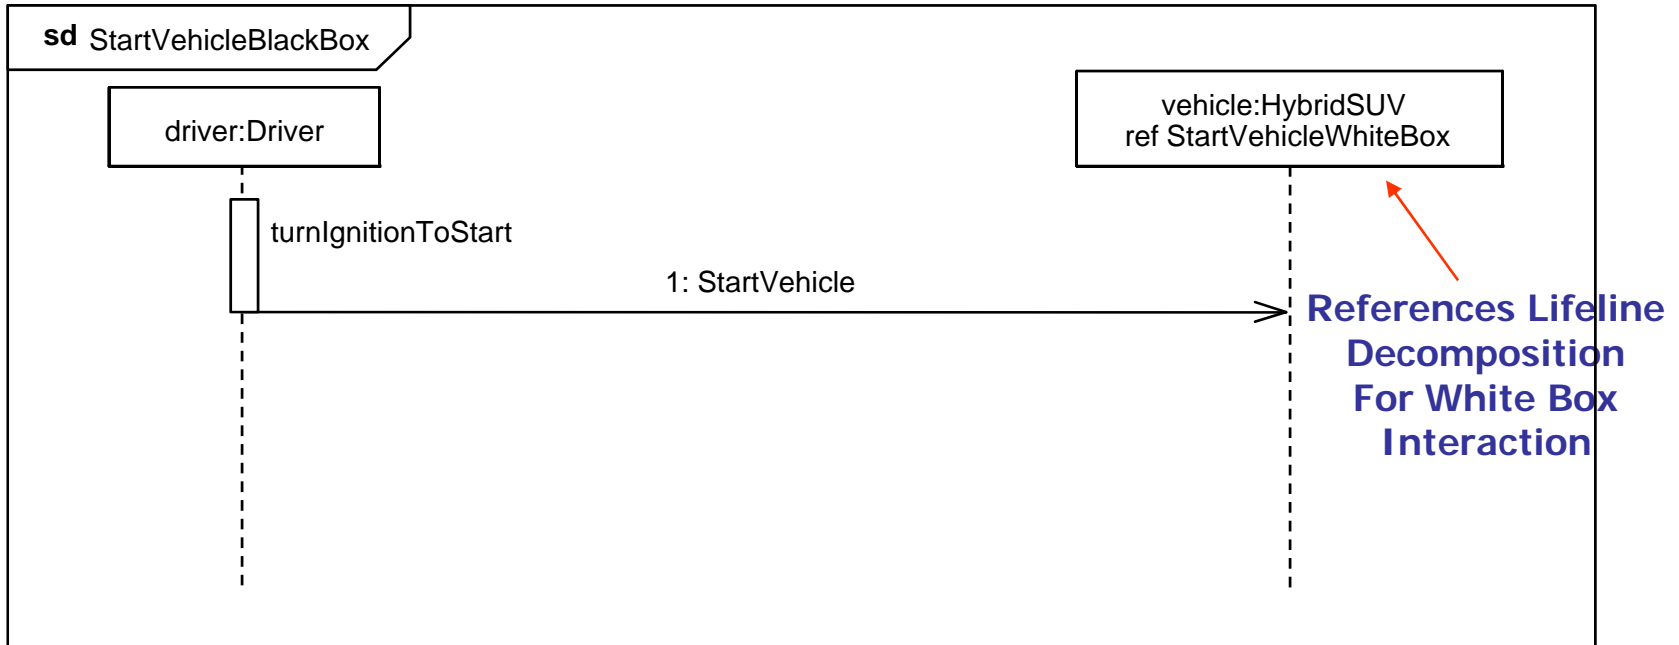 sd StartVehicleBlackBox
driver:Driver
vehicle:HybridSUV
ref StartVehicleWhiteBox
turnIgnitionToStart
1: StartVehicle
References Lifeline
Decomposition
For White Box
Interaction